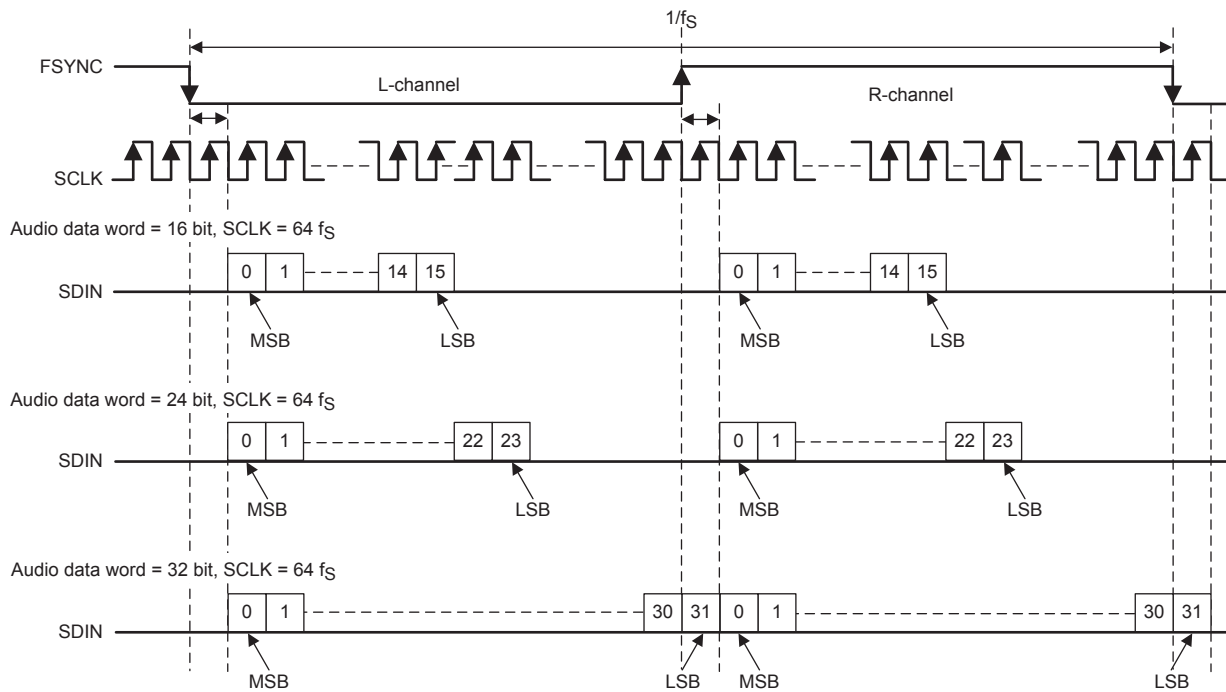 1/fS
FSYNC
L-channel
R-channel
SCLK
Audio data word = 16 bit, SCLK = 64 fS
0 1 14 15 0 1 14 15
SDIN
MSB LSB MSB LSB
Audio data word = 24 bit, SCLK = 64 fS
0 1 22 23 0 1 22 23
SDIN
MSB LSB MSB LSB
Audio data word = 32 bit, SCLK = 64 fS
0 1 30 31 0 1 30 31
SDIN
MSB LSB MSB LSB